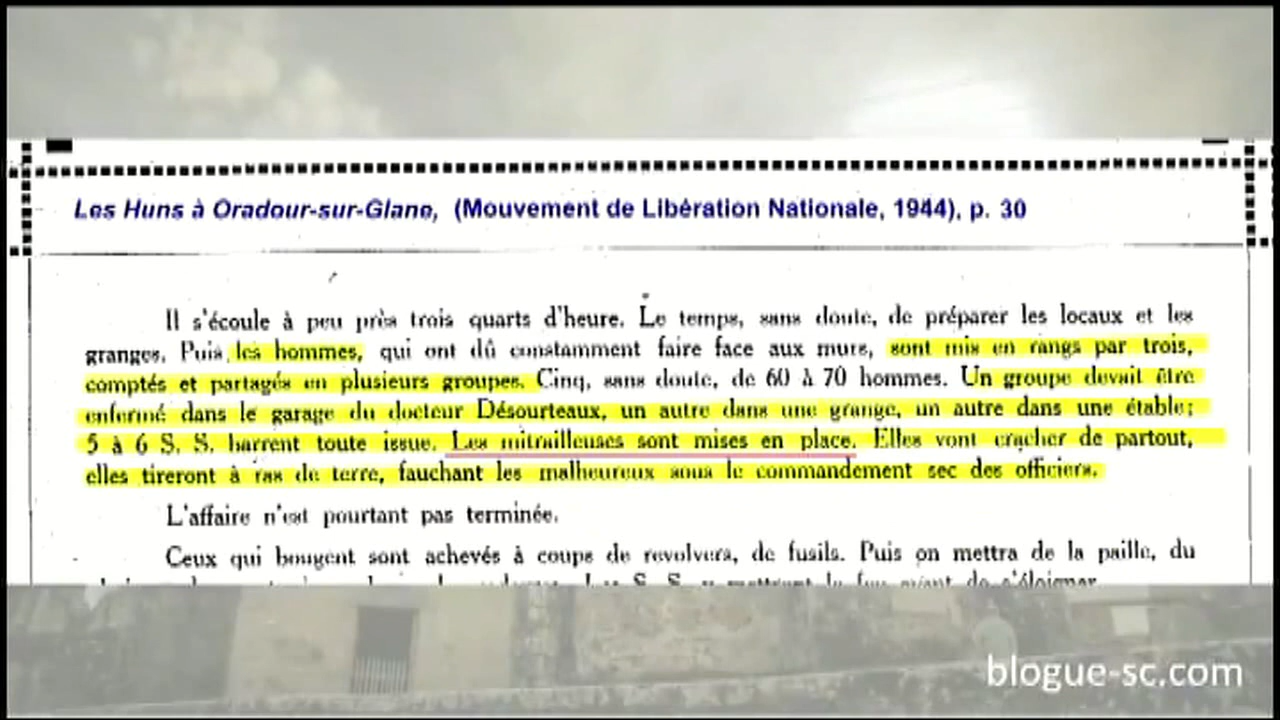 Les Huns à Oradour-sur-Glane, (Mouvement de Libération Nationale, 1944), p. 30
Il s'écoule à peu près trois quarts d'heure. Le temps, sans doute, de préparer les locaux et les
granges. Puis les hommes, qui ont dû constamment faire face aux murs, sont mis en rangs par trois,
comptés et partagés en plusieurs groupes. Cinq, sans doute, de 60 à 70 hommes. Un groupe devait être
enfermé dans le garage du docteur Désourteaux, un autre dans une grange, un autre dans une étable;
5 à 6 S. S. barrent toute issue. Les mitrailleuses sont mises en place. Elles vont cracher de partout,
elles tireront à ras de terre, fauchant les malheureux sous le commandement sec des officiers.
L'affaire n'est pourtant pas terminée.
Ceux qui bougent sont achevés à coups de revolvers, de fusils. Puis on mettra de la paille, du
S. S. y mettront le feu avant de s'éloigner
blogue-sc.com